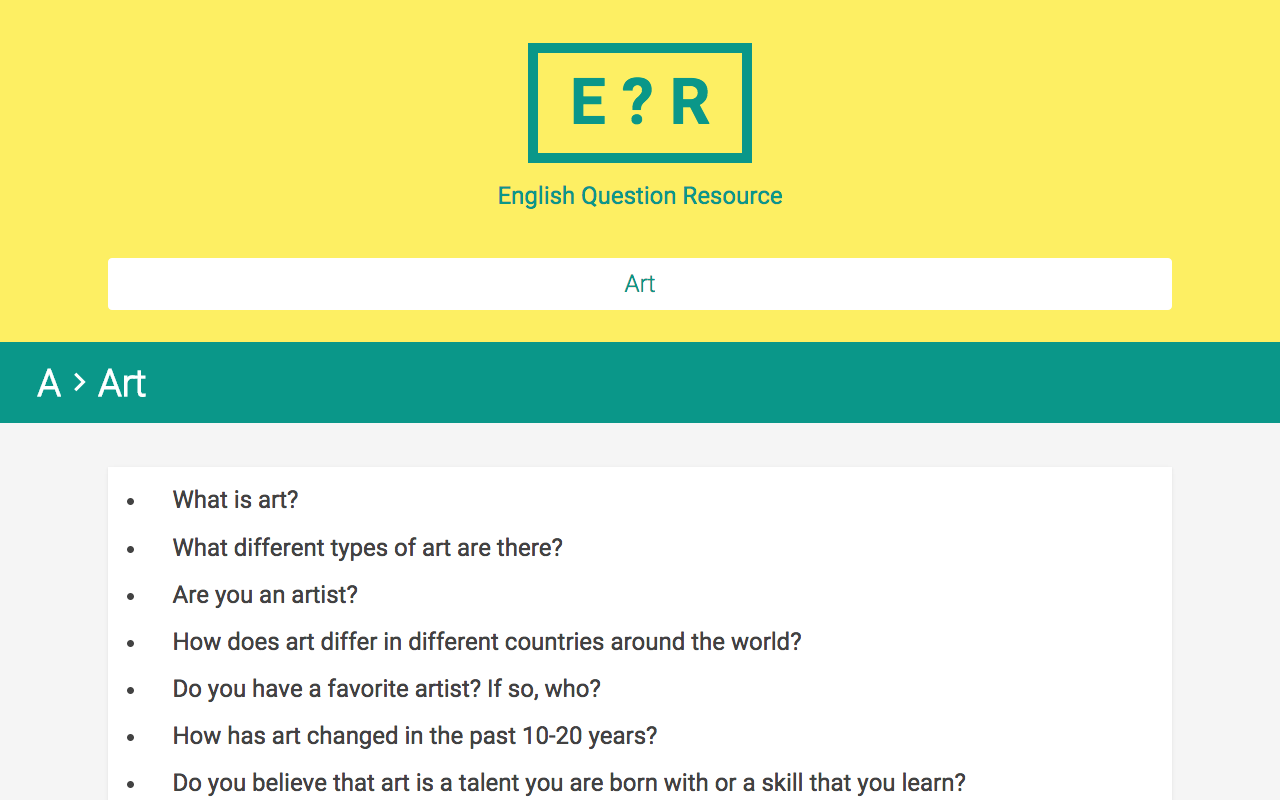 E ? R
English Question Resource
Art
A > Art
• What is art?
• What different types of art are there?
• Are you an artist?
• How does art differ in different countries around the world?
• Do you have a favorite artist? If so, who?
• How has art changed in the past 10-20 years?
• Do you believe that art is a talent you are born with or a skill that you learn?